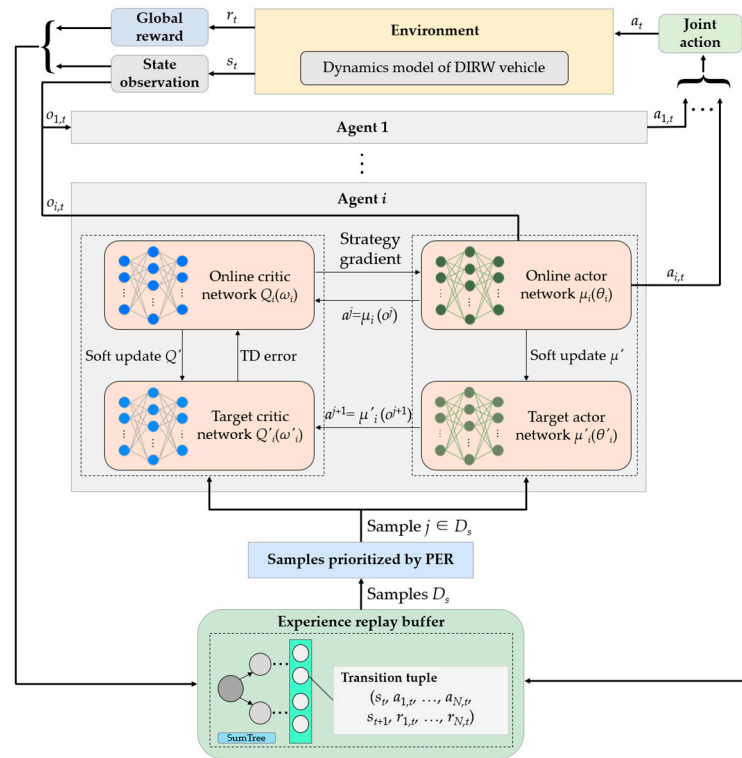 Global
reward
r_t
Environment
a_t
Joint
action
State
observation
s_t
Dynamics model of DIRW vehicle
...
o_{1,t}
Agent 1
a_{1,t}
⋮
o_{i,t}
Agent i
Strategy
gradient
Online critic
network Q_i(ω_i)
Online actor
network μ_i(θ_i)
a_{i,t}
a^j=μ_i (o^j)
Soft update Q′
TD error
Soft update μ′
Target critic
network Q′_i(ω′_i)
a^{j+1}= μ′_i (o^{j+1})
Target actor
network μ′_i(θ′_i)
Sample j ∈ D_s
Samples prioritized by PER
Samples D_s
Experience replay buffer
Transition tuple
(s_t, a_{1,t}, …, a_{N,t},
s_{t+1}, r_{1,t}, …, r_{N,t})
SumTree